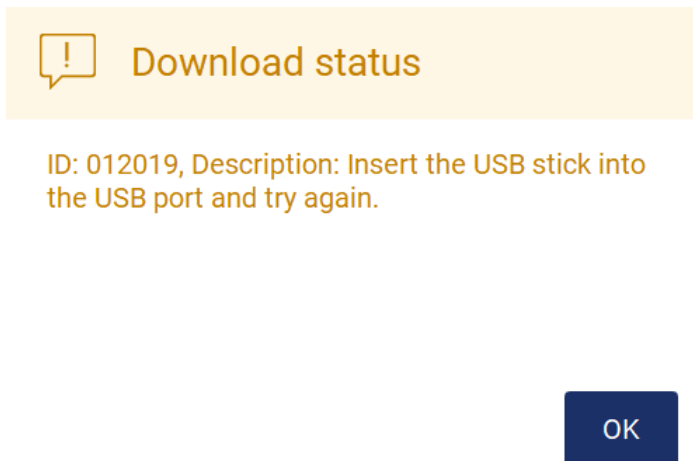 Download status
ID: 012019, Description: Insert the USB stick into
the USB port and try again.
OK